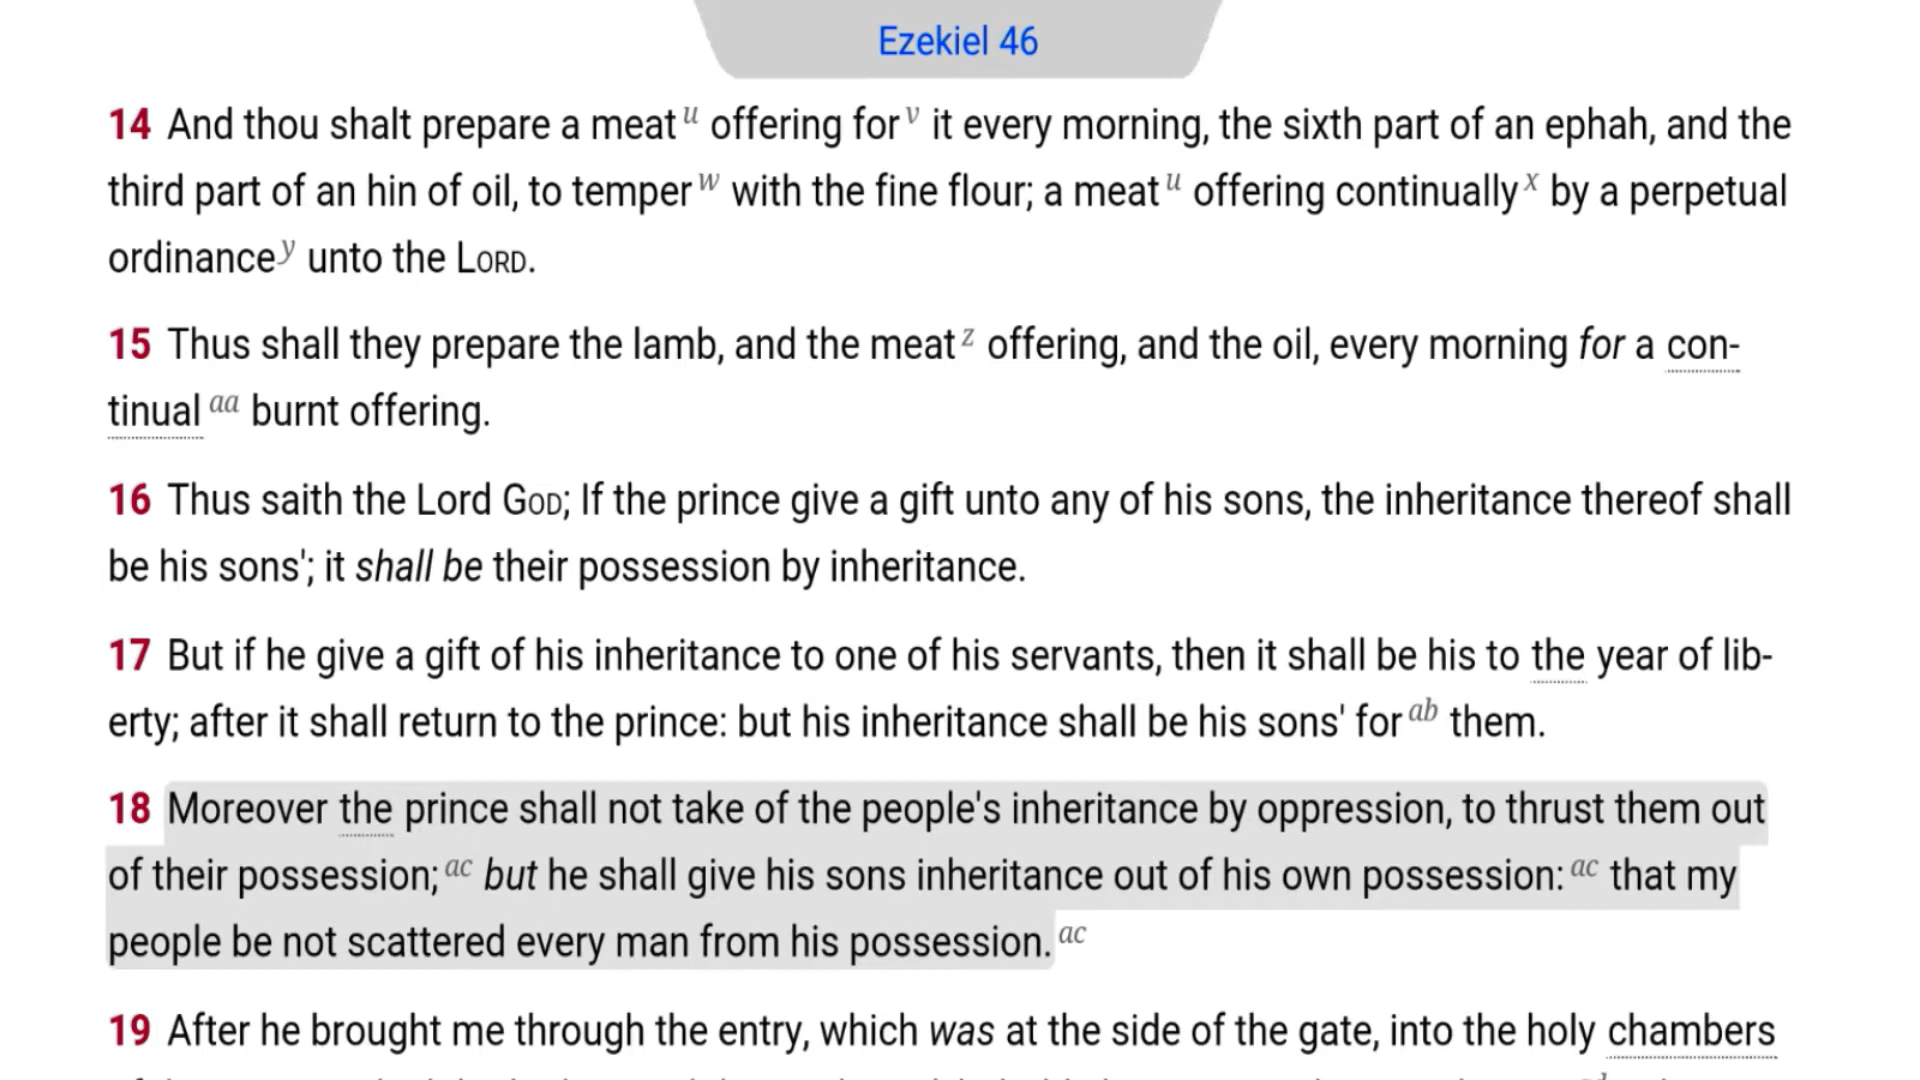 Ezekiel 46
14 And thou shalt prepare a meat u offering for v it every morning, the sixth part of an ephah, and the
third part of an hin of oil, to temper w with the fine flour; a meat u offering continually x by a perpetual
ordinance y unto the LORD.
15 Thus shall they prepare the lamb, and the meat z offering, and the oil, every morning for a con-
tinual aa burnt offering.
16 Thus saith the Lord GOD; If the prince give a gift unto any of his sons, the inheritance thereof shall
be his sons'; it shall be their possession by inheritance.
17 But if he give a gift of his inheritance to one of his servants, then it shall be his to the year of lib-
erty; after it shall return to the prince: but his inheritance shall be his sons' for ab them.
18 Moreover the prince shall not take of the people's inheritance by oppression, to thrust them out
of their possession; ac but he shall give his sons inheritance out of his own possession: ac that my
people be not scattered every man from his possession. ac
19 After he brought me through the entry, which was at the side of the gate, into the holy chambers